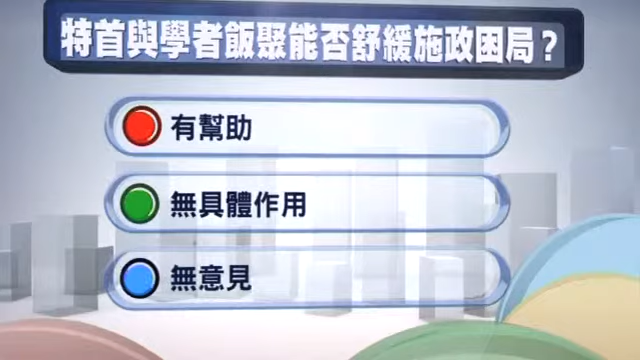 特首與學者飯聚能否舒緩施政困局？
有幫助
無具體作用
無意見